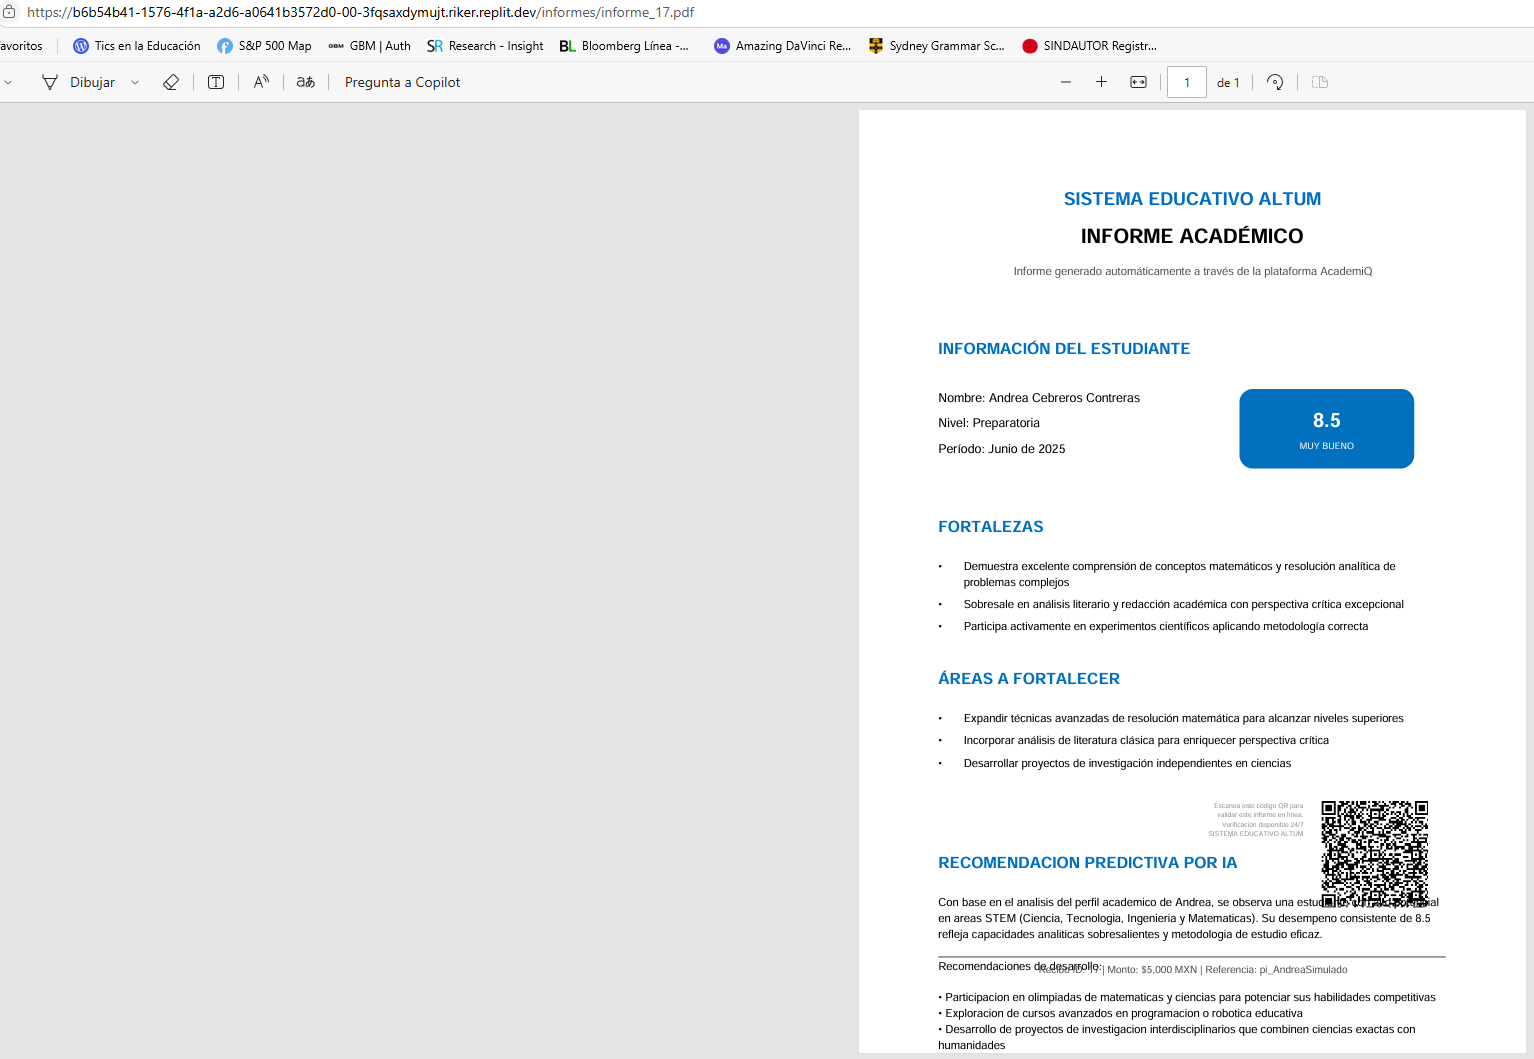 https://b6b54b41-1576-4f1a-a2d6-a0641b3572d0-00-3fqsaxdymujt.riker.replit.dev/informes/informe_17.pdf
avoritos
Tics en la Educación
S&P 500 Map
GBM GBM | Auth
SR Research - Insight
BL Bloomberg Línea -...
Ma Amazing DaVinci Re...
Sydney Grammar Sc...
SINDAUTOR Registr...
Dibujar
Pregunta a Copilot
1 de 1
SISTEMA EDUCATIVO ALTUM
INFORME ACADÉMICO
Informe generado automáticamente a través de la plataforma AcademiQ
INFORMACIÓN DEL ESTUDIANTE
Nombre: Andrea Cebreros Contreras
Nivel: Preparatoria
Período: Junio de 2025
8.5
MUY BUENO
FORTALEZAS
• Demuestra excelente comprensión de conceptos matemáticos y resolución analítica de
problemas complejos
• Sobresale en análisis literario y redacción académica con perspectiva crítica excepcional
• Participa activamente en experimentos científicos aplicando metodología correcta
ÁREAS A FORTALECER
• Expandir técnicas avanzadas de resolución matemática para alcanzar niveles superiores
• Incorporar análisis de literatura clásica para enriquecer perspectiva crítica
• Desarrollar proyectos de investigación independientes en ciencias
Escanea este código QR para
validar este informe en línea.
Verificación disponible 24/7
SISTEMA EDUCATIVO ALTUM
RECOMENDACION PREDICTIVA POR IA
Con base en el analisis del perfil academico de Andrea, se observa una
en areas STEM (Ciencia, Tecnologia, Ingenieria y Matematicas). Su desempeno consistente de 8.5
refleja capacidades analiticas sobresalientes y metodologia de estudio eficaz.
Recomendaciones de desarrollo:
| Monto: $5,000 MXN | Referencia: pi_AndreaSimulado
• Participacion en olimpiadas de matematicas y ciencias para potenciar sus habilidades competitivas
• Exploracion de cursos avanzados en programacion o robotica educativa
• Desarrollo de proyectos de investigacion interdisciplinarios que combinen ciencias exactas con
humanidades